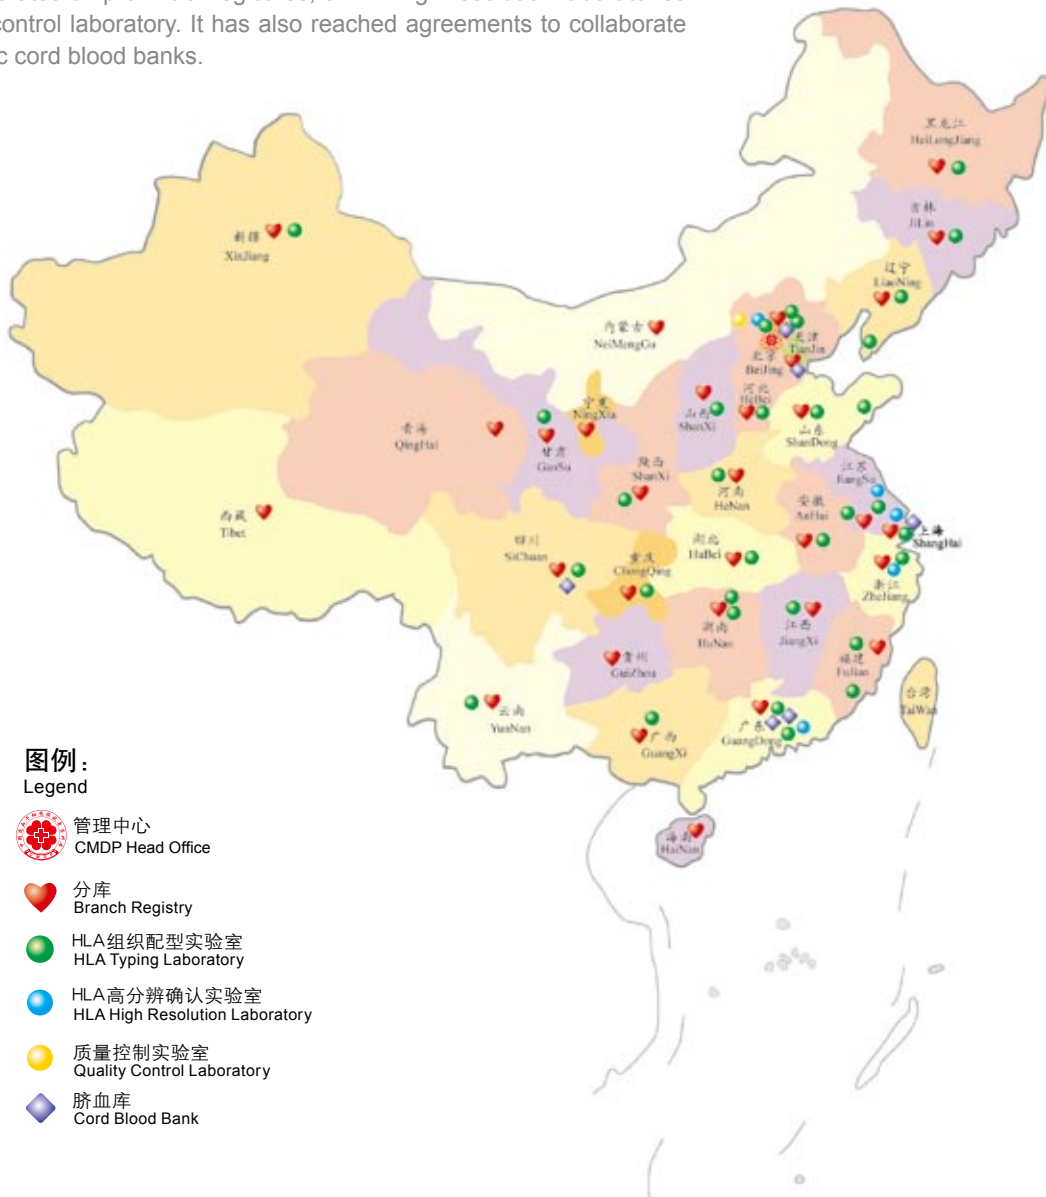 control laboratory. It has also reached agreements to collaborate
c cord blood banks.
黑龙江
HeiLongJiang
吉林
JiLin
辽宁
LiaoNing
新疆
XinJiang
内蒙古
NeiMengGu
天津
TianJin
北京
BeiJing
河北
HeBei
宁夏
NingXia
山西
ShanXi
山东
ShanDong
青海
QingHai
甘肃
GanSu
陕西
ShanXi
江苏
JiangSu
河南
HeNan
安徽
AnHui
西藏
Tibet
上海
ShangHai
四川
SiChuan
湖北
HuBei
重庆
ChongQing
浙江
ZheJiang
湖南
HuNan
江西
JiangXi
贵州
GuiZhou
福建
FuJian
台湾
TaiWan
云南
YunNan
广西
GuangXi
广东
GuangDong
海南
HaiNan
图例：
Legend
管理中心
CMDP Head Office
分库
Branch Registry
HLA组织配型实验室
HLA Typing Laboratory
HLA高分辨确认实验室
HLA High Resolution Laboratory
质量控制实验室
Quality Control Laboratory
脐血库
Cord Blood Bank